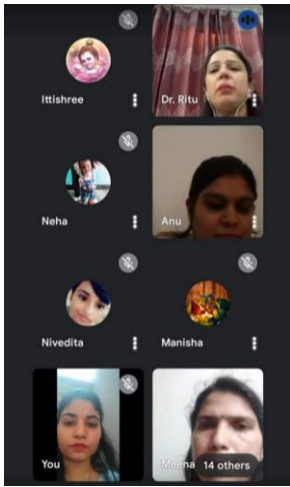 Ittishree
Dr. Ritu
Neha
Anu
Nivedita
Manisha
You
Meena
14 others